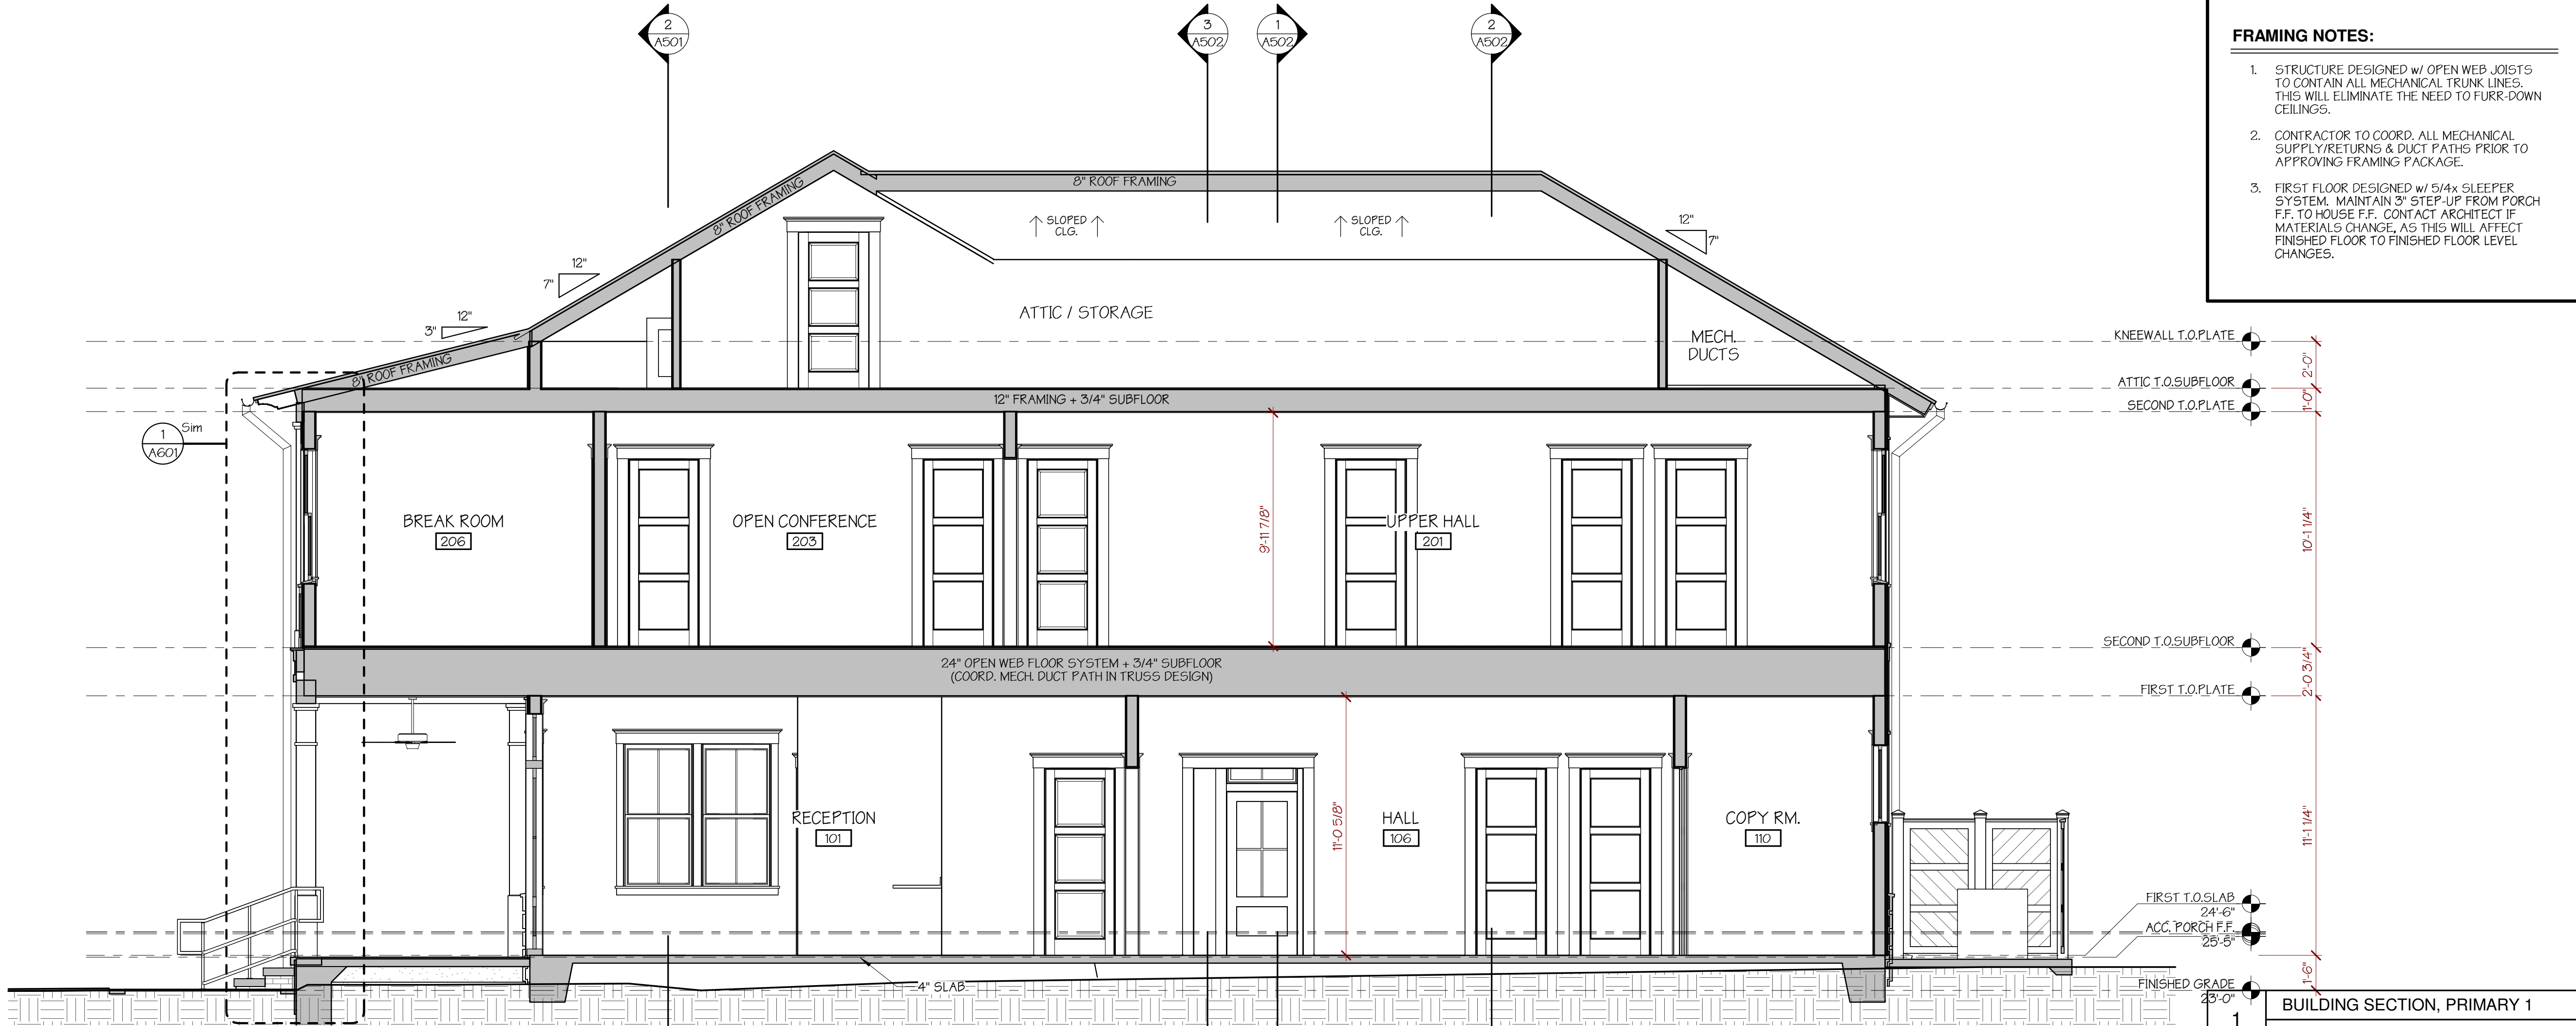 2
A501
3
A502
1
A502
2
A502
FRAMING NOTES:
1. STRUCTURE DESIGNED w/ OPEN WEB JOISTS
TO CONTAIN ALL MECHANICAL TRUNK LINES.
THIS WILL ELIMINATE THE NEED TO FURR-DOWN
CEILINGS.
2. CONTRACTOR TO COORD. ALL MECHANICAL
SUPPLY/RETURNS & DUCT PATHS PRIOR TO
APPROVING FRAMING PACKAGE.
3. FIRST FLOOR DESIGNED w/ 5/4x SLEEPER
SYSTEM. MAINTAIN 3" STEP-UP FROM PORCH
F.F. TO HOUSE F.F. CONTACT ARCHITECT IF
MATERIALS CHANGE, AS THIS WILL AFFECT
FINISHED FLOOR TO FINISHED FLOOR LEVEL
CHANGES.
8" ROOF FRAMING
8" ROOF FRAMING
SLOPED
CLG.
SLOPED
CLG.
12"
7"
12"
7"
12"
3"
8" ROOF FRAMING
ATTIC / STORAGE
MECH.
DUCTS
KNEEWALL T.O.PLATE
2'-0"
ATTIC T.O.SUBFLOOR
1'-0"
SECOND T.O.PLATE
12" FRAMING + 3/4" SUBFLOOR
1
A601
Sim
BREAK ROOM
206
OPEN CONFERENCE
203
9'-11 7/8"
UPPER HALL
201
10'-1 1/4"
SECOND T.O.SUBFLOOR
24" OPEN WEB FLOOR SYSTEM + 3/4" SUBFLOOR
(COORD. MECH. DUCT PATH IN TRUSS DESIGN)
2'-0 3/4"
FIRST T.O.PLATE
RECEPTION
101
11'-0 5/8"
HALL
106
COPY RM.
110
11'-1 1/4"
FIRST T.O.SLAB
24'-6"
ACC. PORCH F.F.
25'-5"
4" SLAB
1'-6"
FINISHED GRADE
23'-0"
1
BUILDING SECTION, PRIMARY 1